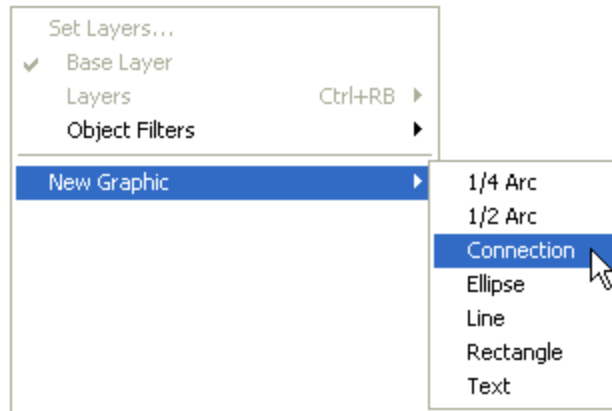 Set Layers...
Base Layer
Layers Ctrl+RB
Object Filters
New Graphic
1/4 Arc
1/2 Arc
Connection
Ellipse
Line
Rectangle
Text